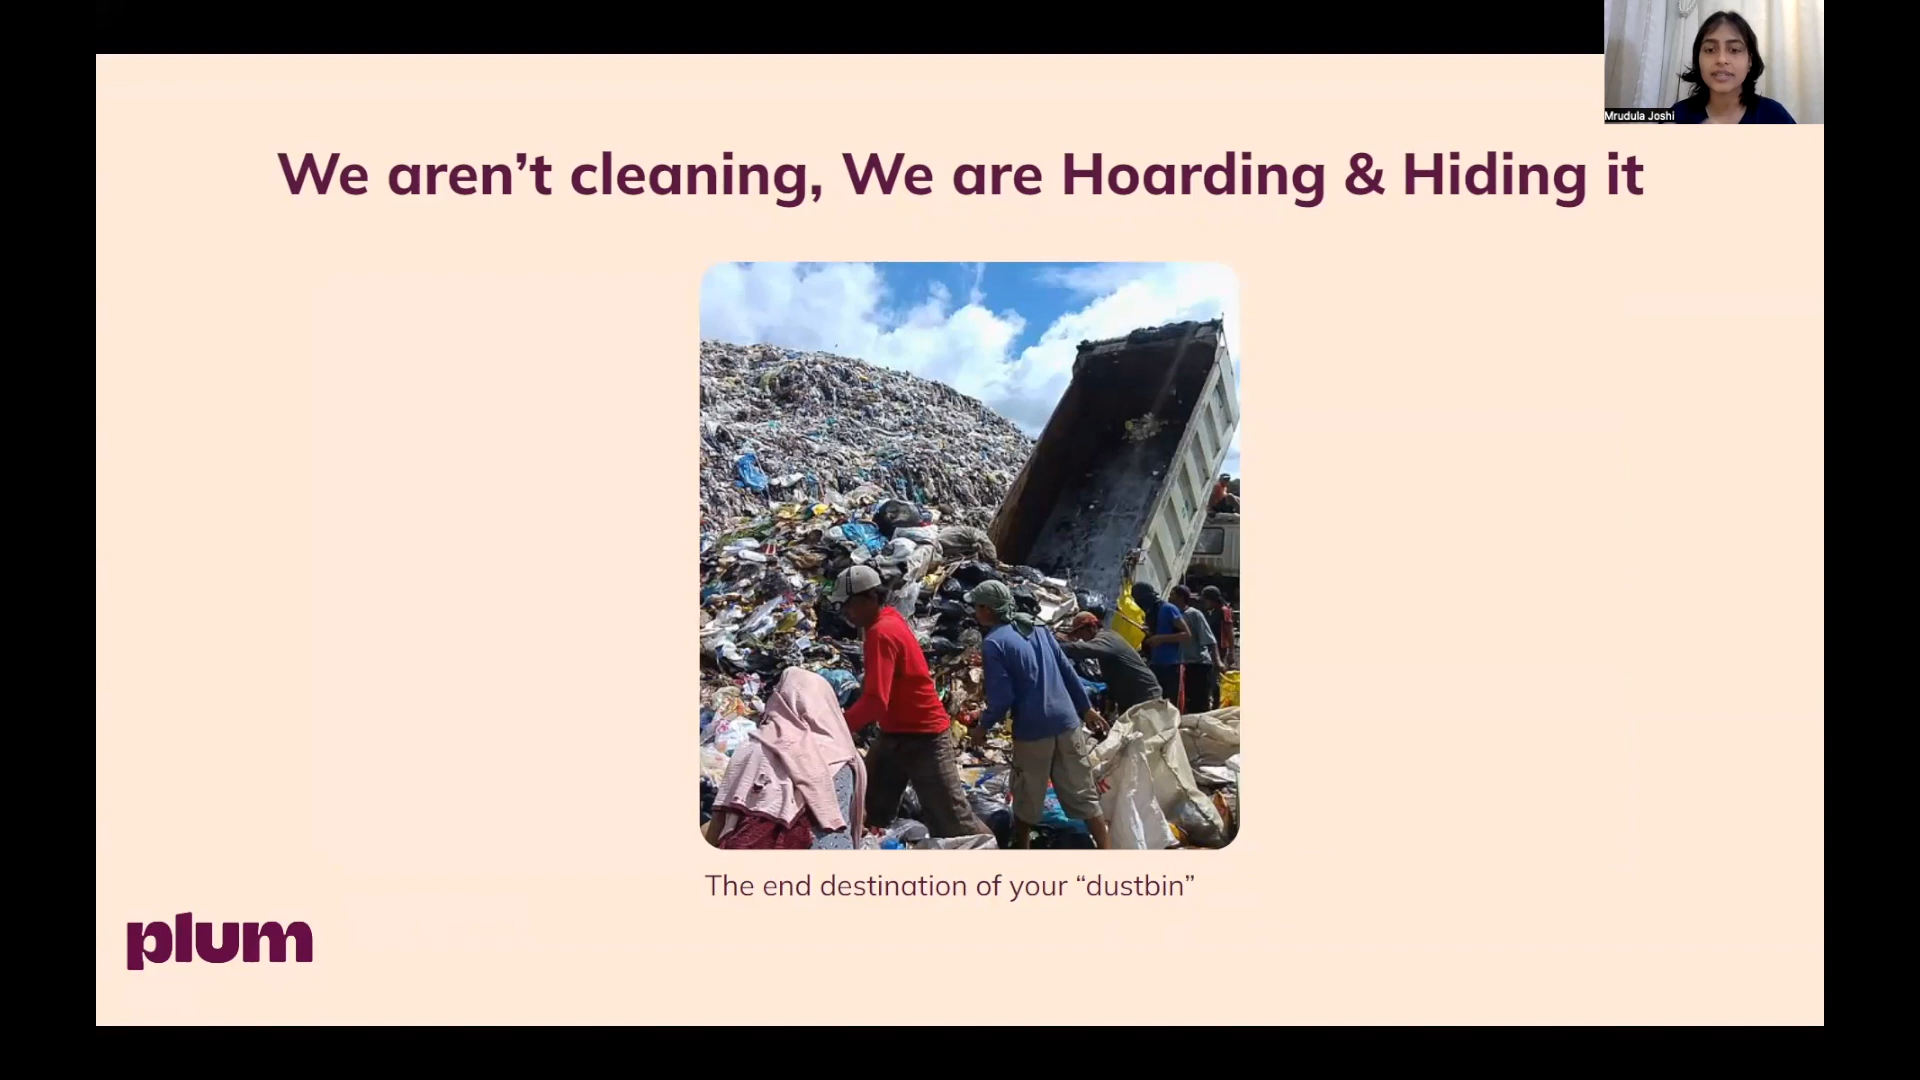 Mrudula Joshi
We aren’t cleaning, We are Hoarding & Hiding it
The end destination of your “dustbin”
plum